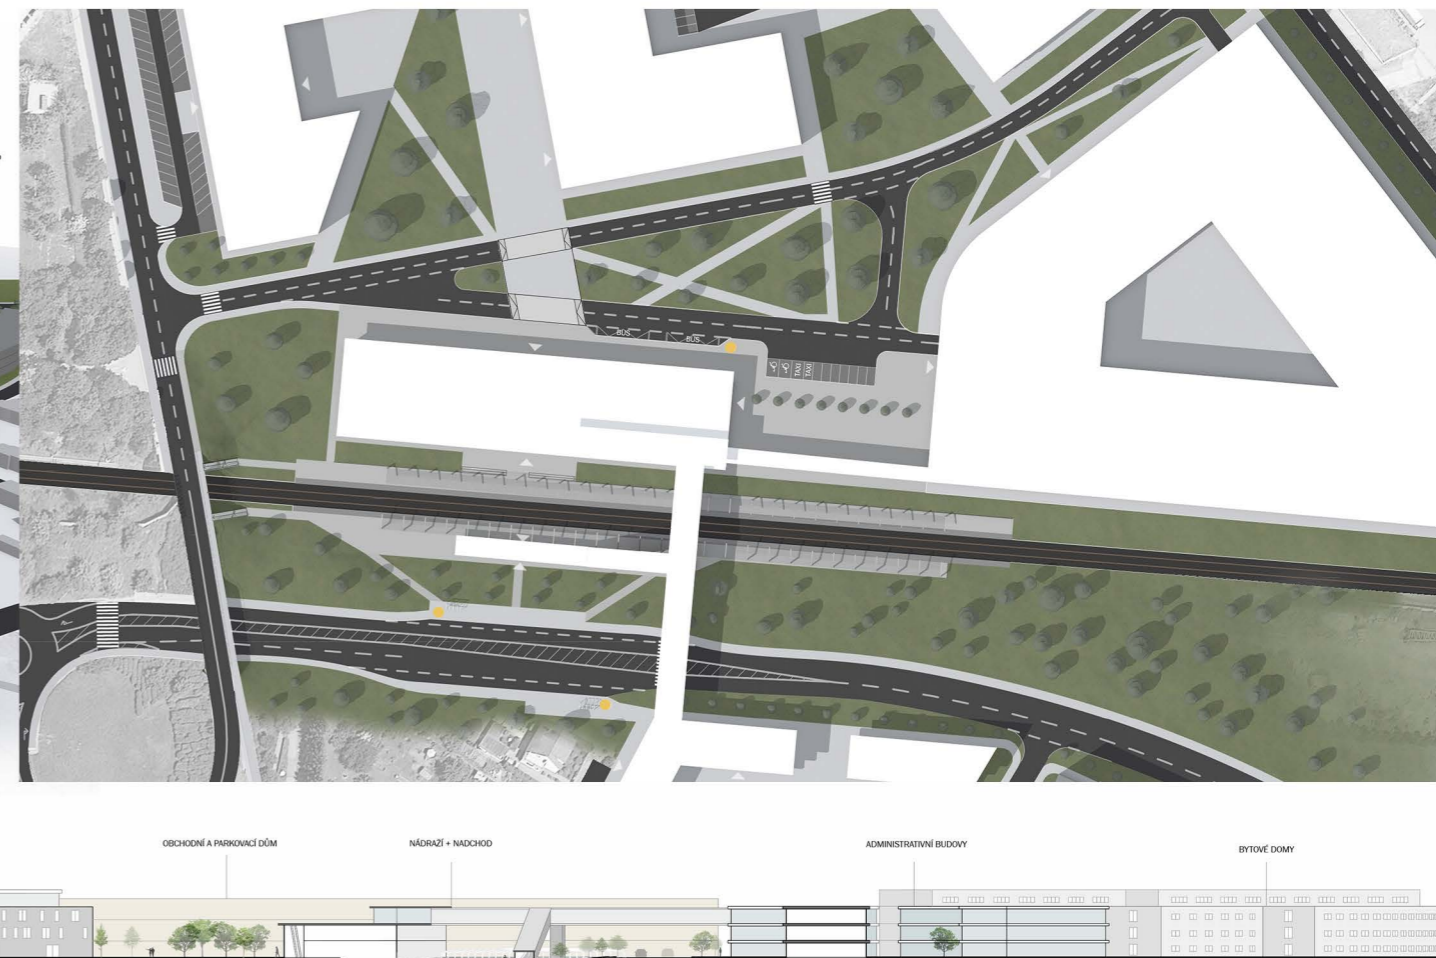 BUS
BUS
TAXI
TAXI
OBCHODNÍ A PARKOVACÍ DŮM
NÁDRAŽÍ + NADCHOD
ADMINISTRATIVNÍ BUDOVY
BYTOVÉ DOMY